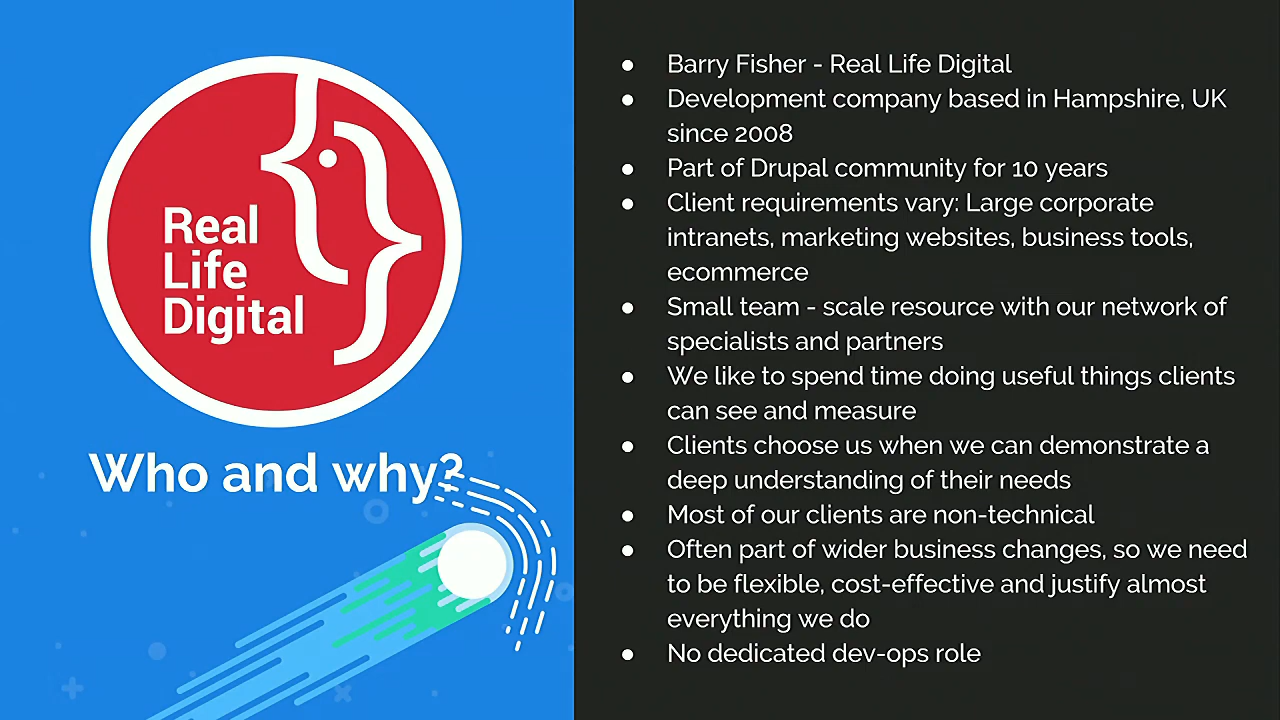 Real
Life
Digital
Who and why?
● Barry Fisher - Real Life Digital
● Development company based in Hampshire, UK
since 2008
● Part of Drupal community for 10 years
● Client requirements vary: Large corporate
intranets, marketing websites, business tools,
ecommerce
● Small team - scale resource with our network of
specialists and partners
● We like to spend time doing useful things clients
can see and measure
● Clients choose us when we can demonstrate a
deep understanding of their needs
● Most of our clients are non-technical
● Often part of wider business changes, so we need
to be flexible, cost-effective and justify almost
everything we do
● No dedicated dev-ops role